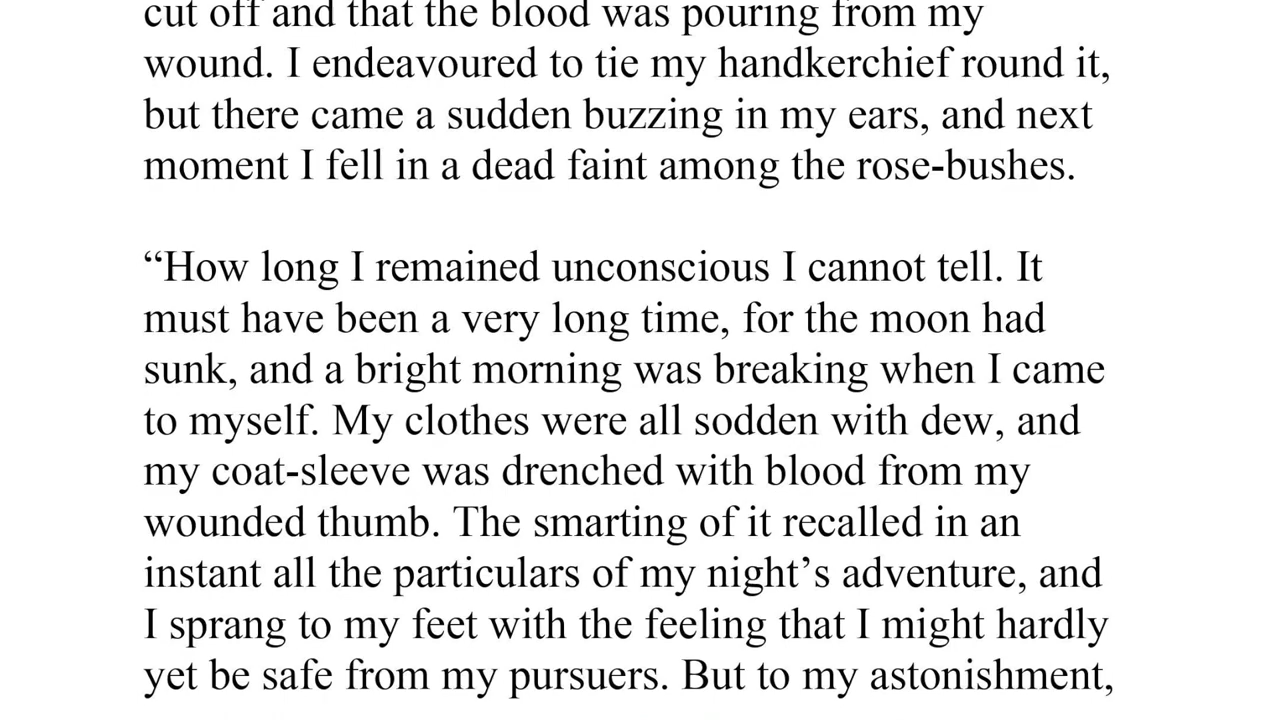 cut off and that the blood was pouring from my
wound. I endeavoured to tie my handkerchief round it,
but there came a sudden buzzing in my ears, and next
moment I fell in a dead faint among the rose-bushes.
“How long I remained unconscious I cannot tell. It
must have been a very long time, for the moon had
sunk, and a bright morning was breaking when I came
to myself. My clothes were all sodden with dew, and
my coat-sleeve was drenched with blood from my
wounded thumb. The smarting of it recalled in an
instant all the particulars of my night’s adventure, and
I sprang to my feet with the feeling that I might hardly
yet be safe from my pursuers. But to my astonishment,